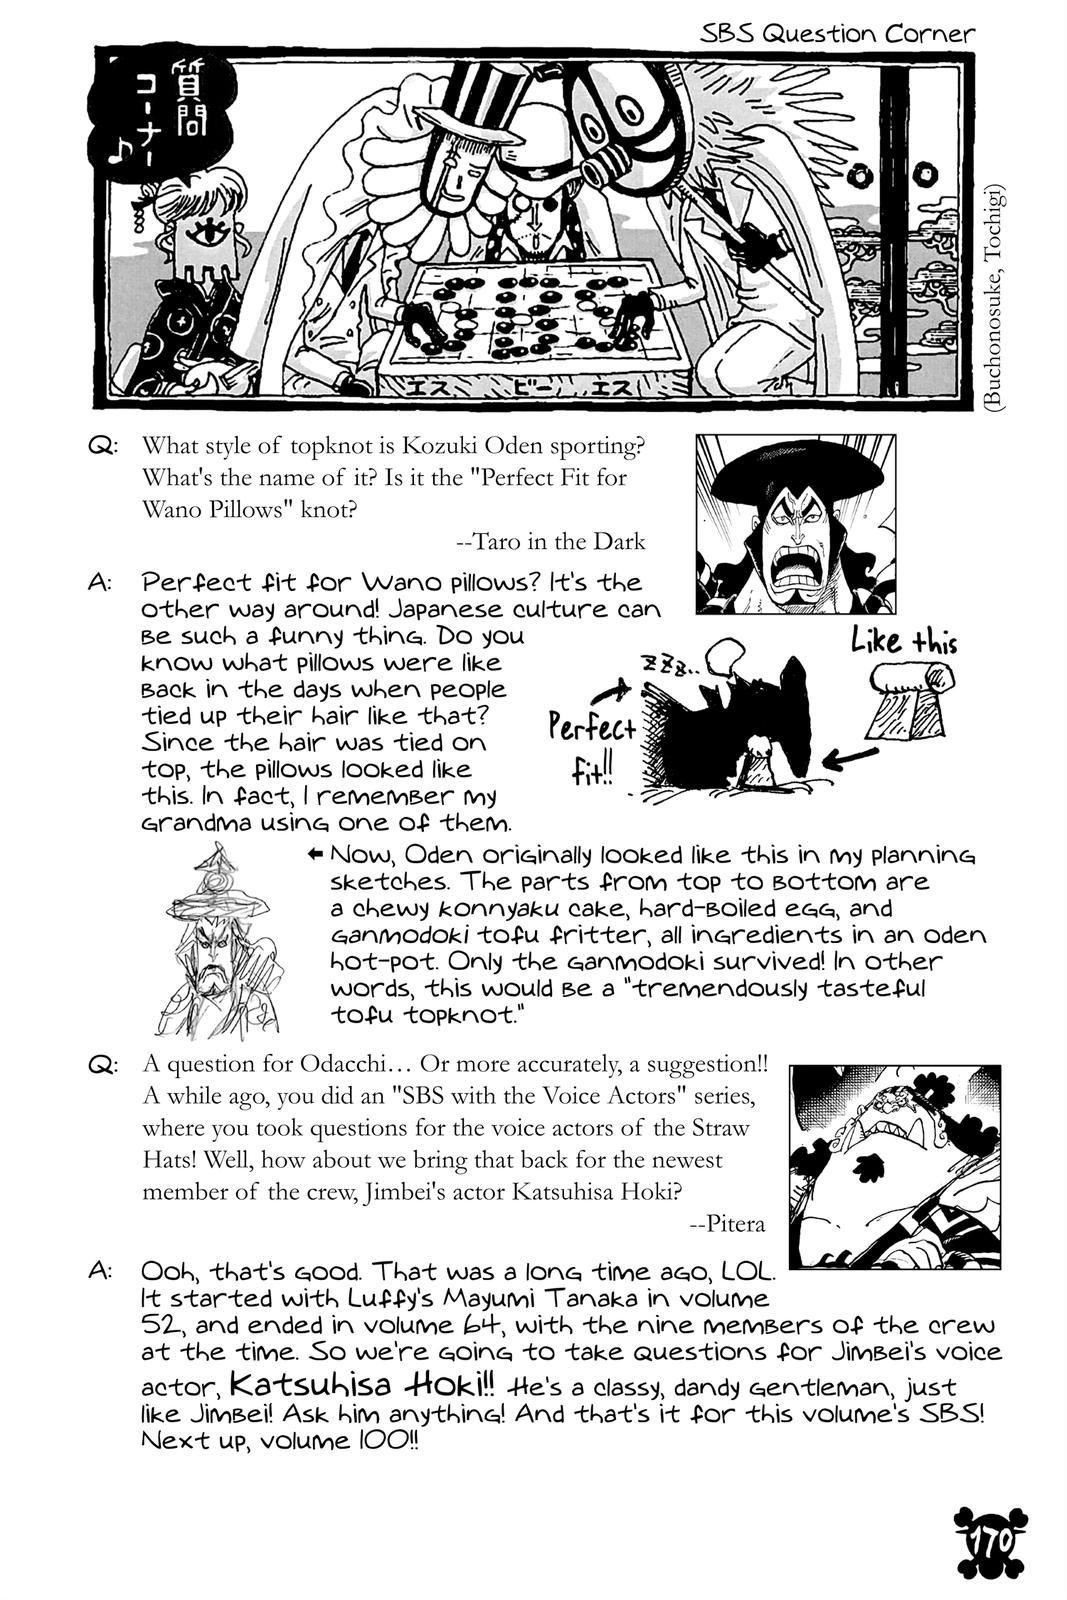 SBS Question Corner
質問
コーナー♪
エス ビー エス
(Buchonosuke, Tochigi)
Q: What style of topknot is Kozuki Oden sporting?
What's the name of it? Is it the "Perfect Fit for
Wano Pillows" knot?
--Taro in the Dark
A: Perfect fit for Wano pillows? It's the
other way around! Japanese culture can
be such a funny thing. Do you
know what pillows were like
back in the days when people
tied up their hair like that?
Since the hair was tied on
top, the pillows looked like
this. In fact, I remember my
grandma using one of them.
Like this
zzz..
Perfect
fit!!
Now, Oden originally looked like this in my planning
sketches. The parts from top to bottom are
a chewy konnyaku cake, hard-boiled egg, and
ganmodoki tofu fritter, all ingredients in an oden
hot-pot. Only the ganmodoki survived! In other
words, this would be a "tremendously tasteful
tofu topknot."
Q: A question for Odacchi... Or more accurately, a suggestion!!
A while ago, you did an "SBS with the Voice Actors" series,
where you took questions for the voice actors of the Straw
Hats! Well, how about we bring that back for the newest
member of the crew, Jimbei's actor Katsuhisa Hoki?
--Pitera
A: Ooh, that's good. That was a long time ago, LOL.
It started with Luffy's Mayumi Tanaka in volume
52, and ended in volume 64, with the nine members of the crew
at the time. So we're going to take questions for Jimbei's voice
actor, Katsuhisa Hoki!! He's a classy, dandy gentleman, just
like Jimbei! Ask him anything! And that's it for this volume's SBS!
Next up, volume 100!!
170